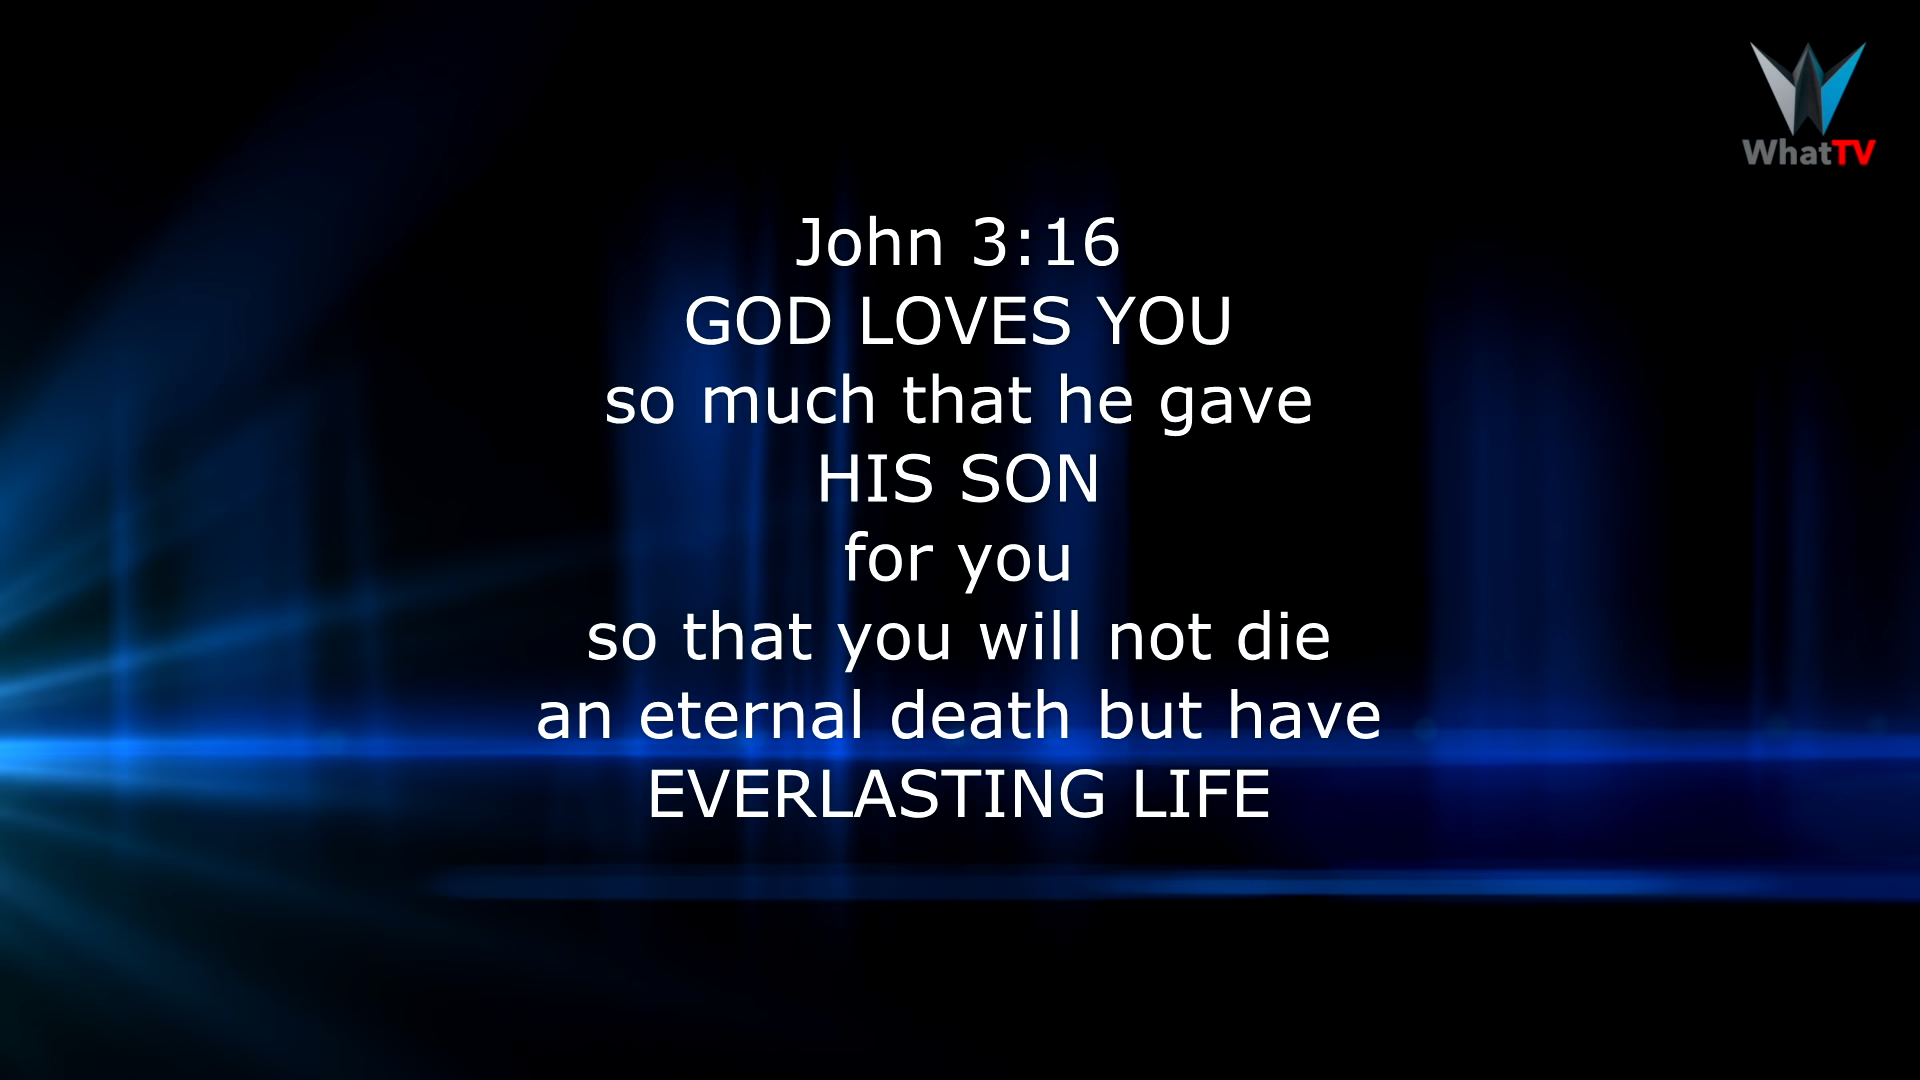 WhatTV
John 3:16
GOD LOVES YOU
so much that he gave
HIS SON
for you
so that you will not die
an eternal death but have
EVERLASTING LIFE